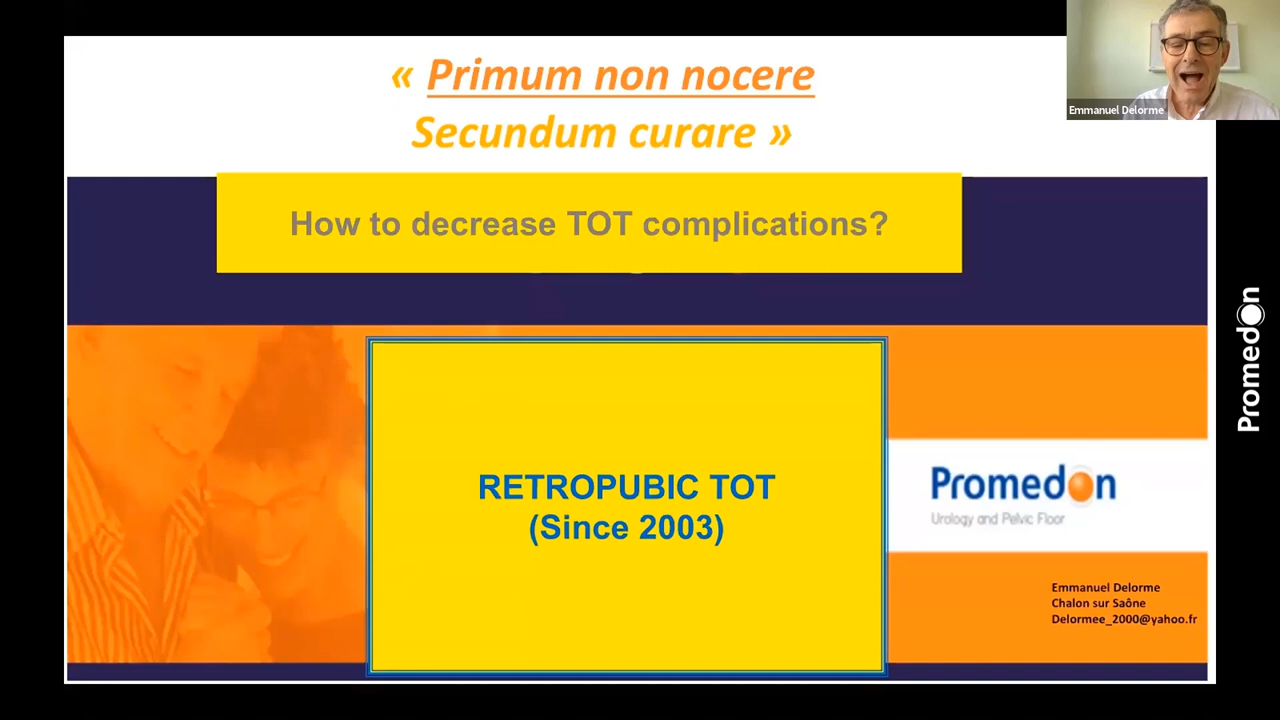 « Primum non nocere
Secundum curare »
Emmanuel Delorme
How to decrease TOT complications?
RETROPUBIC TOT
(Since 2003)
Promedon
Urology and Pelvic Floor
Emmanuel Delorme
Chalon sur Saône
Delormee_2000@yahoo.fr
Promedon